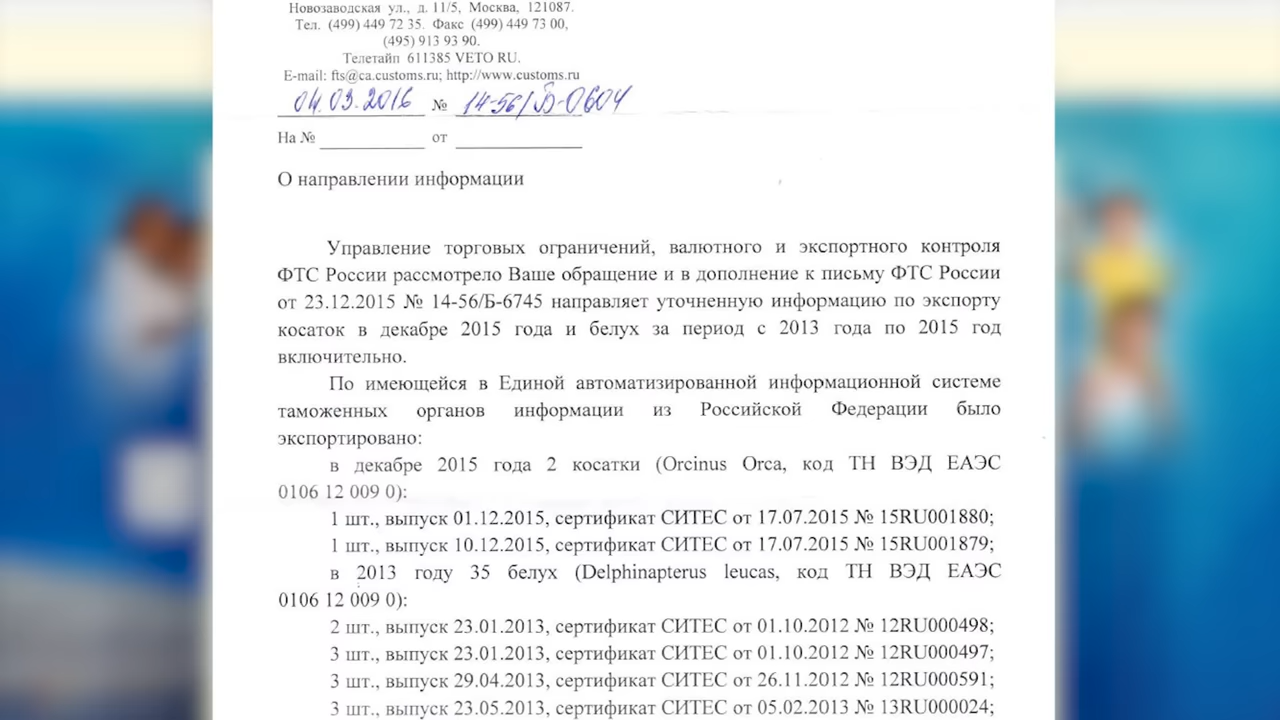 Новозаводская ул., д. 11/5, Москва, 121087.
Тел. (499) 449 72 35. Факс (499) 449 73 00,
(495) 913 93 90.
Телетайп 611385 VETO RU.
E-mail: fts@ca.customs.ru; http://www.customs.ru
04.03.2016 № 14-56/Б-0604
На № от
О направлении информации
Управление торговых ограничений, валютного и экспортного контроля
ФТС России рассмотрело Ваше обращение и в дополнение к письму ФТС России
от 23.12.2015 № 14-56/Б-6745 направляет уточненную информацию по экспорту
косаток в декабре 2015 года и белух за период с 2013 года по 2015 год
включительно.
По имеющейся в Единой автоматизированной информационной системе
таможенных органов информации из Российской Федерации было
экспортировано:
в декабре 2015 года 2 косатки (Orcinus Orca, код ТН ВЭД ЕАЭС
0106 12 009 0):
1 шт., выпуск 01.12.2015, сертификат СИТЕС от 17.07.2015 № 15RU001880;
1 шт., выпуск 10.12.2015, сертификат СИТЕС от 17.07.2015 № 15RU001879;
в 2013 году 35 белух (Delphinapterus leucas, код ТН ВЭД ЕАЭС
0106 12 009 0):
2 шт., выпуск 23.01.2013, сертификат СИТЕС от 01.10.2012 № 12RU000498;
3 шт., выпуск 23.01.2013, сертификат СИТЕС от 01.10.2012 № 12RU000497;
3 шт., выпуск 29.04.2013, сертификат СИТЕС от 26.11.2012 № 12RU000591;
3 шт., выпуск 23.05.2013, сертификат СИТЕС от 05.02.2013 № 13RU000024;